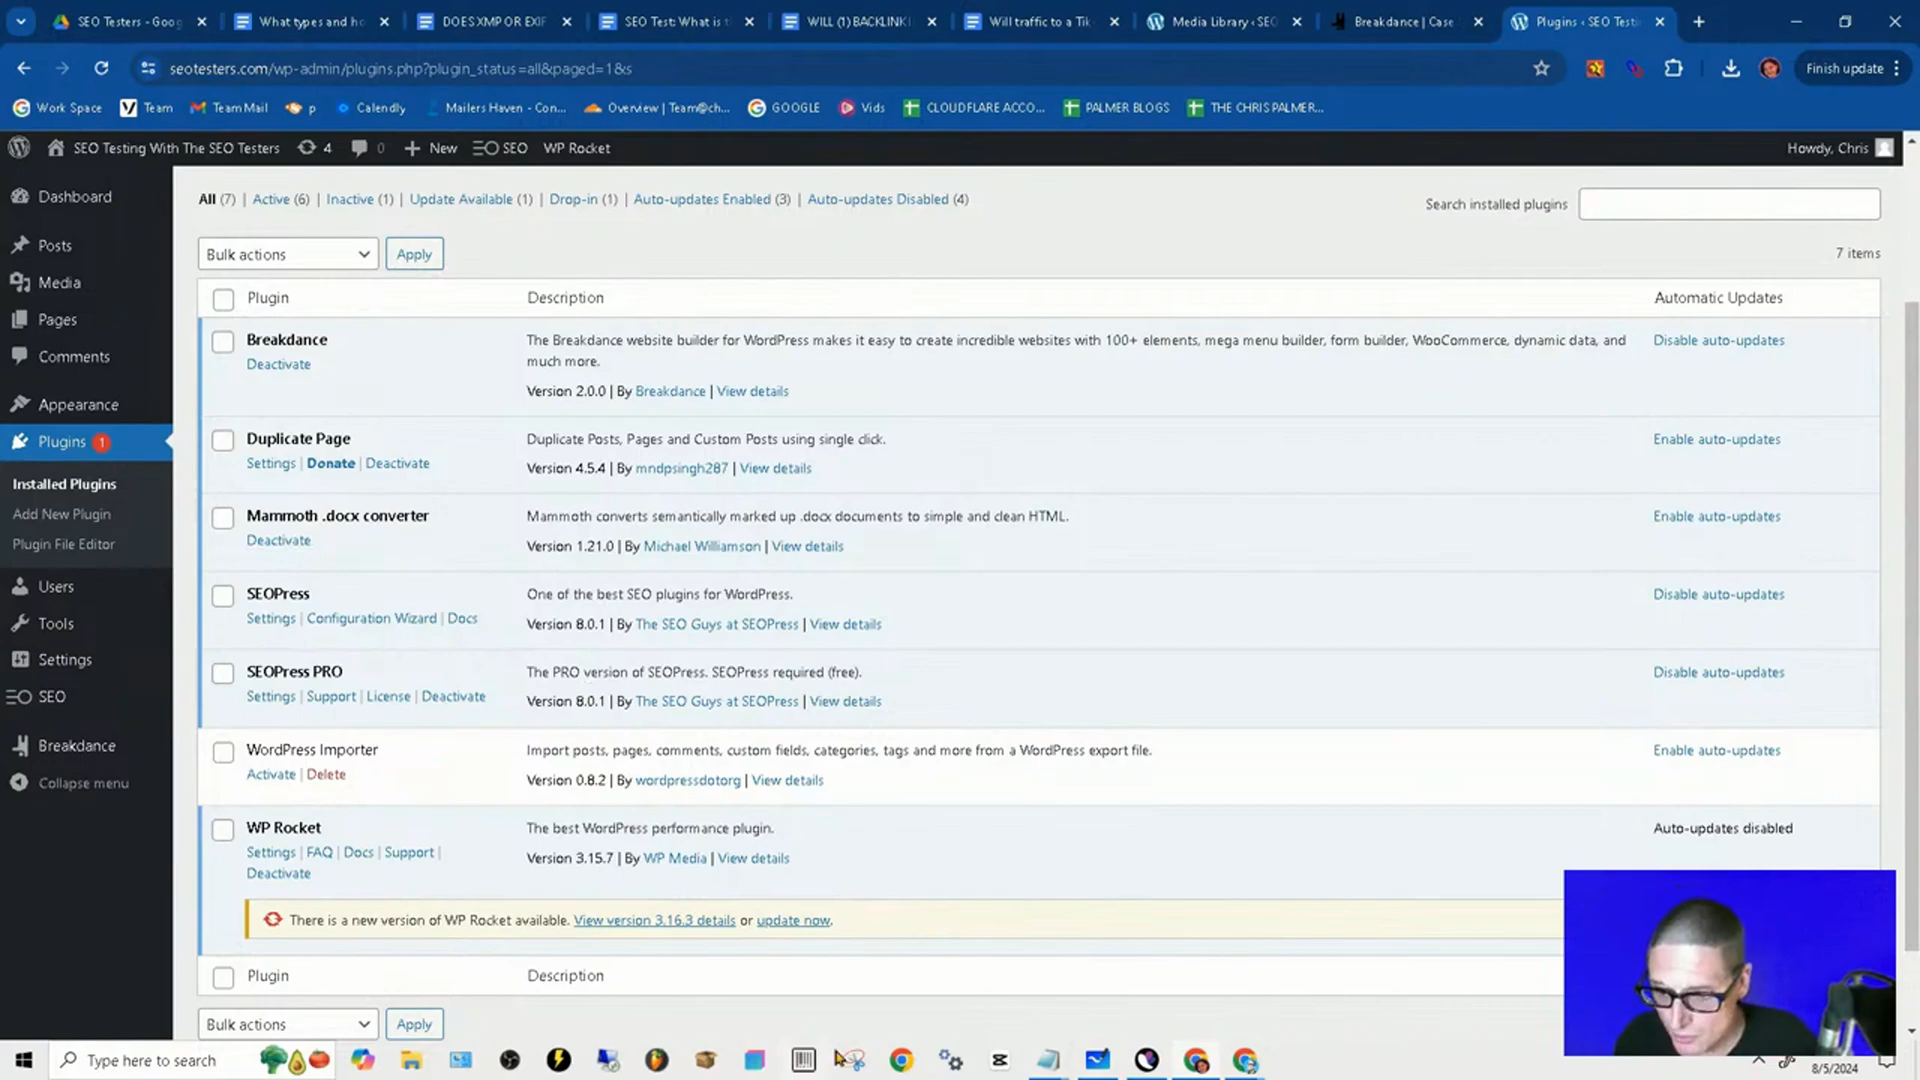 SEO Testers - Goog
What types and ho
DOES XMP OR EXIF
SEO Test: What is t
WILL (1) BACKLINK
Will traffic to a Tik
Media Library ‹ SEO
Breakdance | Case
Plugins ‹ SEO Testi
seotesters.com/wp-admin/plugins.php?plugin_status=all&paged=1&s
Finish update
Work Space
Team
Team Mail
p
Calendly
Mailers Haven - Con...
Overview | Team@ch...
GOOGLE
Vids
CLOUDFLARE ACCO...
PALMER BLOGS
THE CHRIS PALMER...
SEO Testing With The SEO Testers
4
0
New
SEO
WP Rocket
Howdy, Chris
Dashboard
Posts
Media
Pages
Comments
Appearance
Plugins 1
Installed Plugins
Add New Plugin
Plugin File Editor
Users
Tools
Settings
SEO
Breakdance
Collapse menu
All (7) | Active (6) | Inactive (1) | Update Available (1) | Drop-in (1) | Auto-updates Enabled (3) | Auto-updates Disabled (4)
Search installed plugins
Bulk actions
Apply
7 items
Plugin
Description
Automatic Updates
Breakdance
Deactivate
The Breakdance website builder for WordPress makes it easy to create incredible websites with 100+ elements, mega menu builder, form builder, WooCommerce, dynamic data, and
much more.
Version 2.0.0 | By Breakdance | View details
Disable auto-updates
Duplicate Page
Settings | Donate | Deactivate
Duplicate Posts, Pages and Custom Posts using single click.
Version 4.5.4 | By mndpsingh287 | View details
Enable auto-updates
Mammoth .docx converter
Deactivate
Mammoth converts semantically marked up .docx documents to simple and clean HTML.
Version 1.21.0 | By Michael Williamson | View details
Enable auto-updates
SEOPress
Settings | Configuration Wizard | Docs
One of the best SEO plugins for WordPress.
Version 8.0.1 | By The SEO Guys at SEOPress | View details
Disable auto-updates
SEOPress PRO
Settings | Support | License | Deactivate
The PRO version of SEOPress. SEOPress required (free).
Version 8.0.1 | By The SEO Guys at SEOPress | View details
Disable auto-updates
WordPress Importer
Activate | Delete
Import posts, pages, comments, custom fields, categories, tags and more from a WordPress export file.
Version 0.8.2 | By wordpressdotorg | View details
Enable auto-updates
WP Rocket
Settings | FAQ | Docs | Support |
Deactivate
The best WordPress performance plugin.
Version 3.15.7 | By WP Media | View details
Auto-updates disabled
There is a new version of WP Rocket available. View version 3.16.3 details or update now.
Plugin
Description
Bulk actions
Apply
Type here to search
8/5/2024